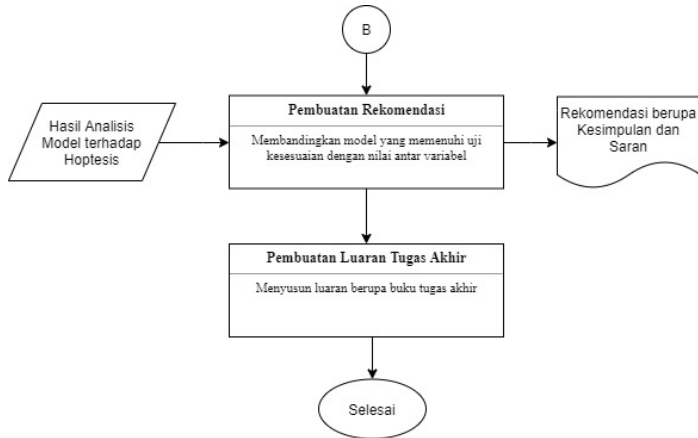 B
Hasil Analisis
Model terhadap
Hoptesis
Pembuatan Rekomendasi
Membandingkan model yang memenuhi uji
kesesuaian dengan nilai antar variabel
Rekomendasi berupa
Kesimpulan dan
Saran
Pembuatan Luaran Tugas Akhir
Menyusun luaran berupa buku tugas akhir
Selesai